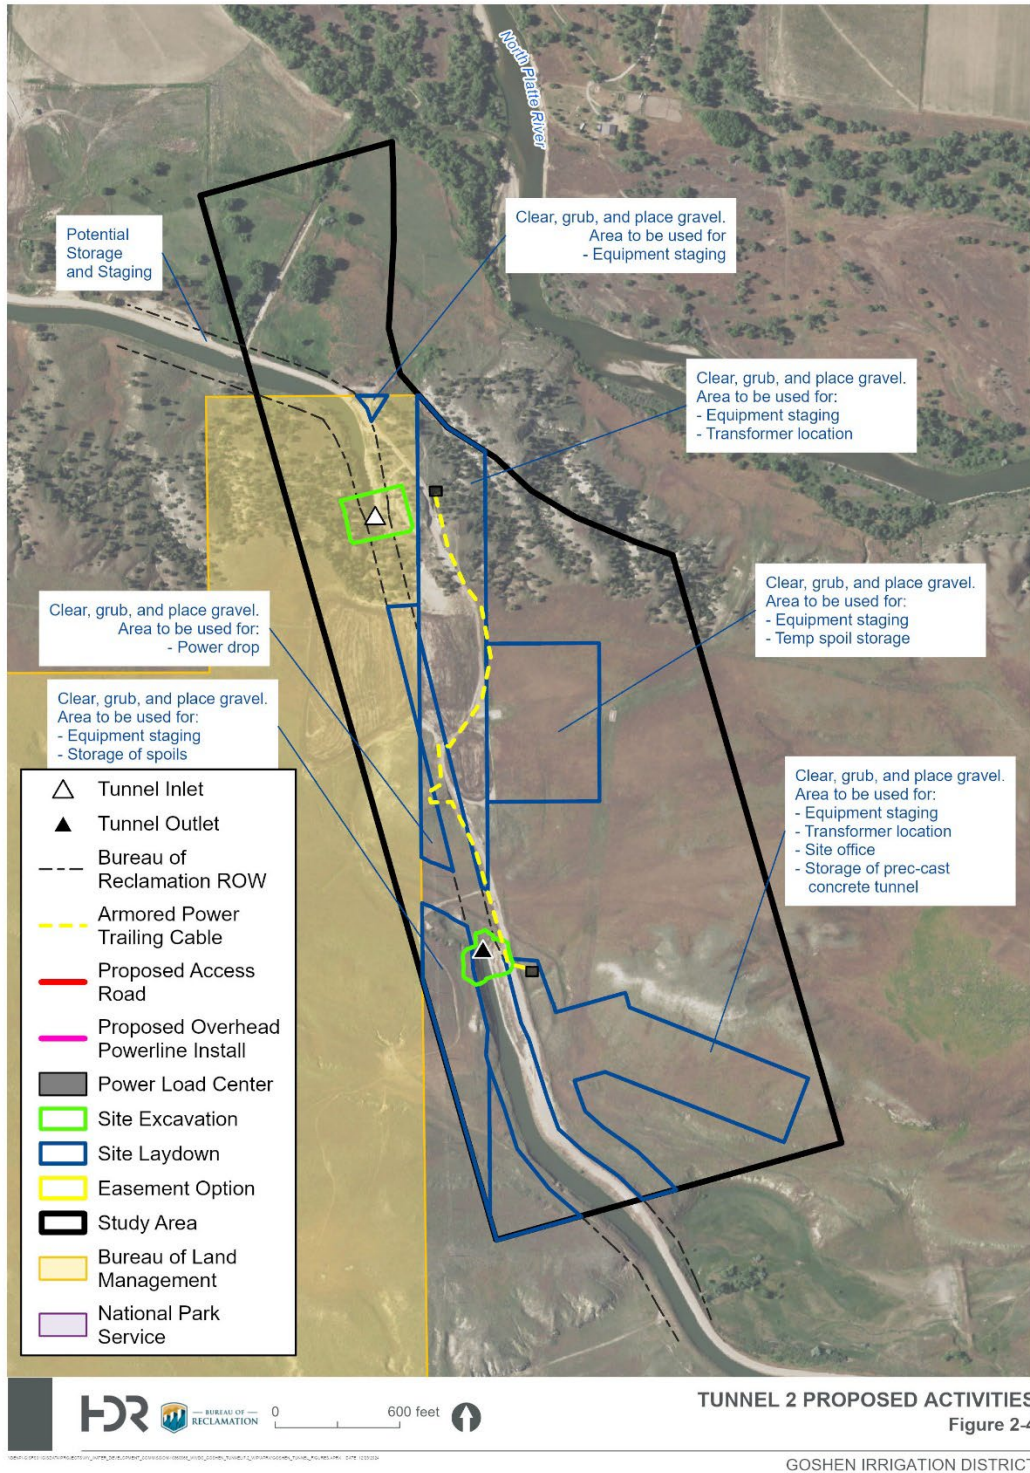 North Platte River
Potential
Storage
and Staging
Clear, grub, and place gravel.
Area to be used for
- Equipment staging
Clear, grub, and place gravel.
Area to be used for:
- Equipment staging
- Transformer location
Clear, grub, and place gravel.
Area to be used for:
- Equipment staging
- Temp spoil storage
Clear, grub, and place gravel.
Area to be used for:
- Power drop
Clear, grub, and place gravel.
Area to be used for:
- Equipment staging
- Storage of spoils
Clear, grub, and place gravel.
Area to be used for:
- Equipment staging
- Transformer location
- Site office
- Storage of prec-cast
concrete tunnel
Tunnel Inlet
Tunnel Outlet
Bureau of
Reclamation ROW
Armored Power
Trailing Cable
Proposed Access
Road
Proposed Overhead
Powerline Install
Power Load Center
Site Excavation
Site Laydown
Easement Option
Study Area
Bureau of Land
Management
National Park
Service
HDR
BUREAU OF
RECLAMATION
0 600 feet
TUNNEL 2 PROPOSED ACTIVITIES
Figure 2-4
GOSHEN IRRIGATION DISTRICT